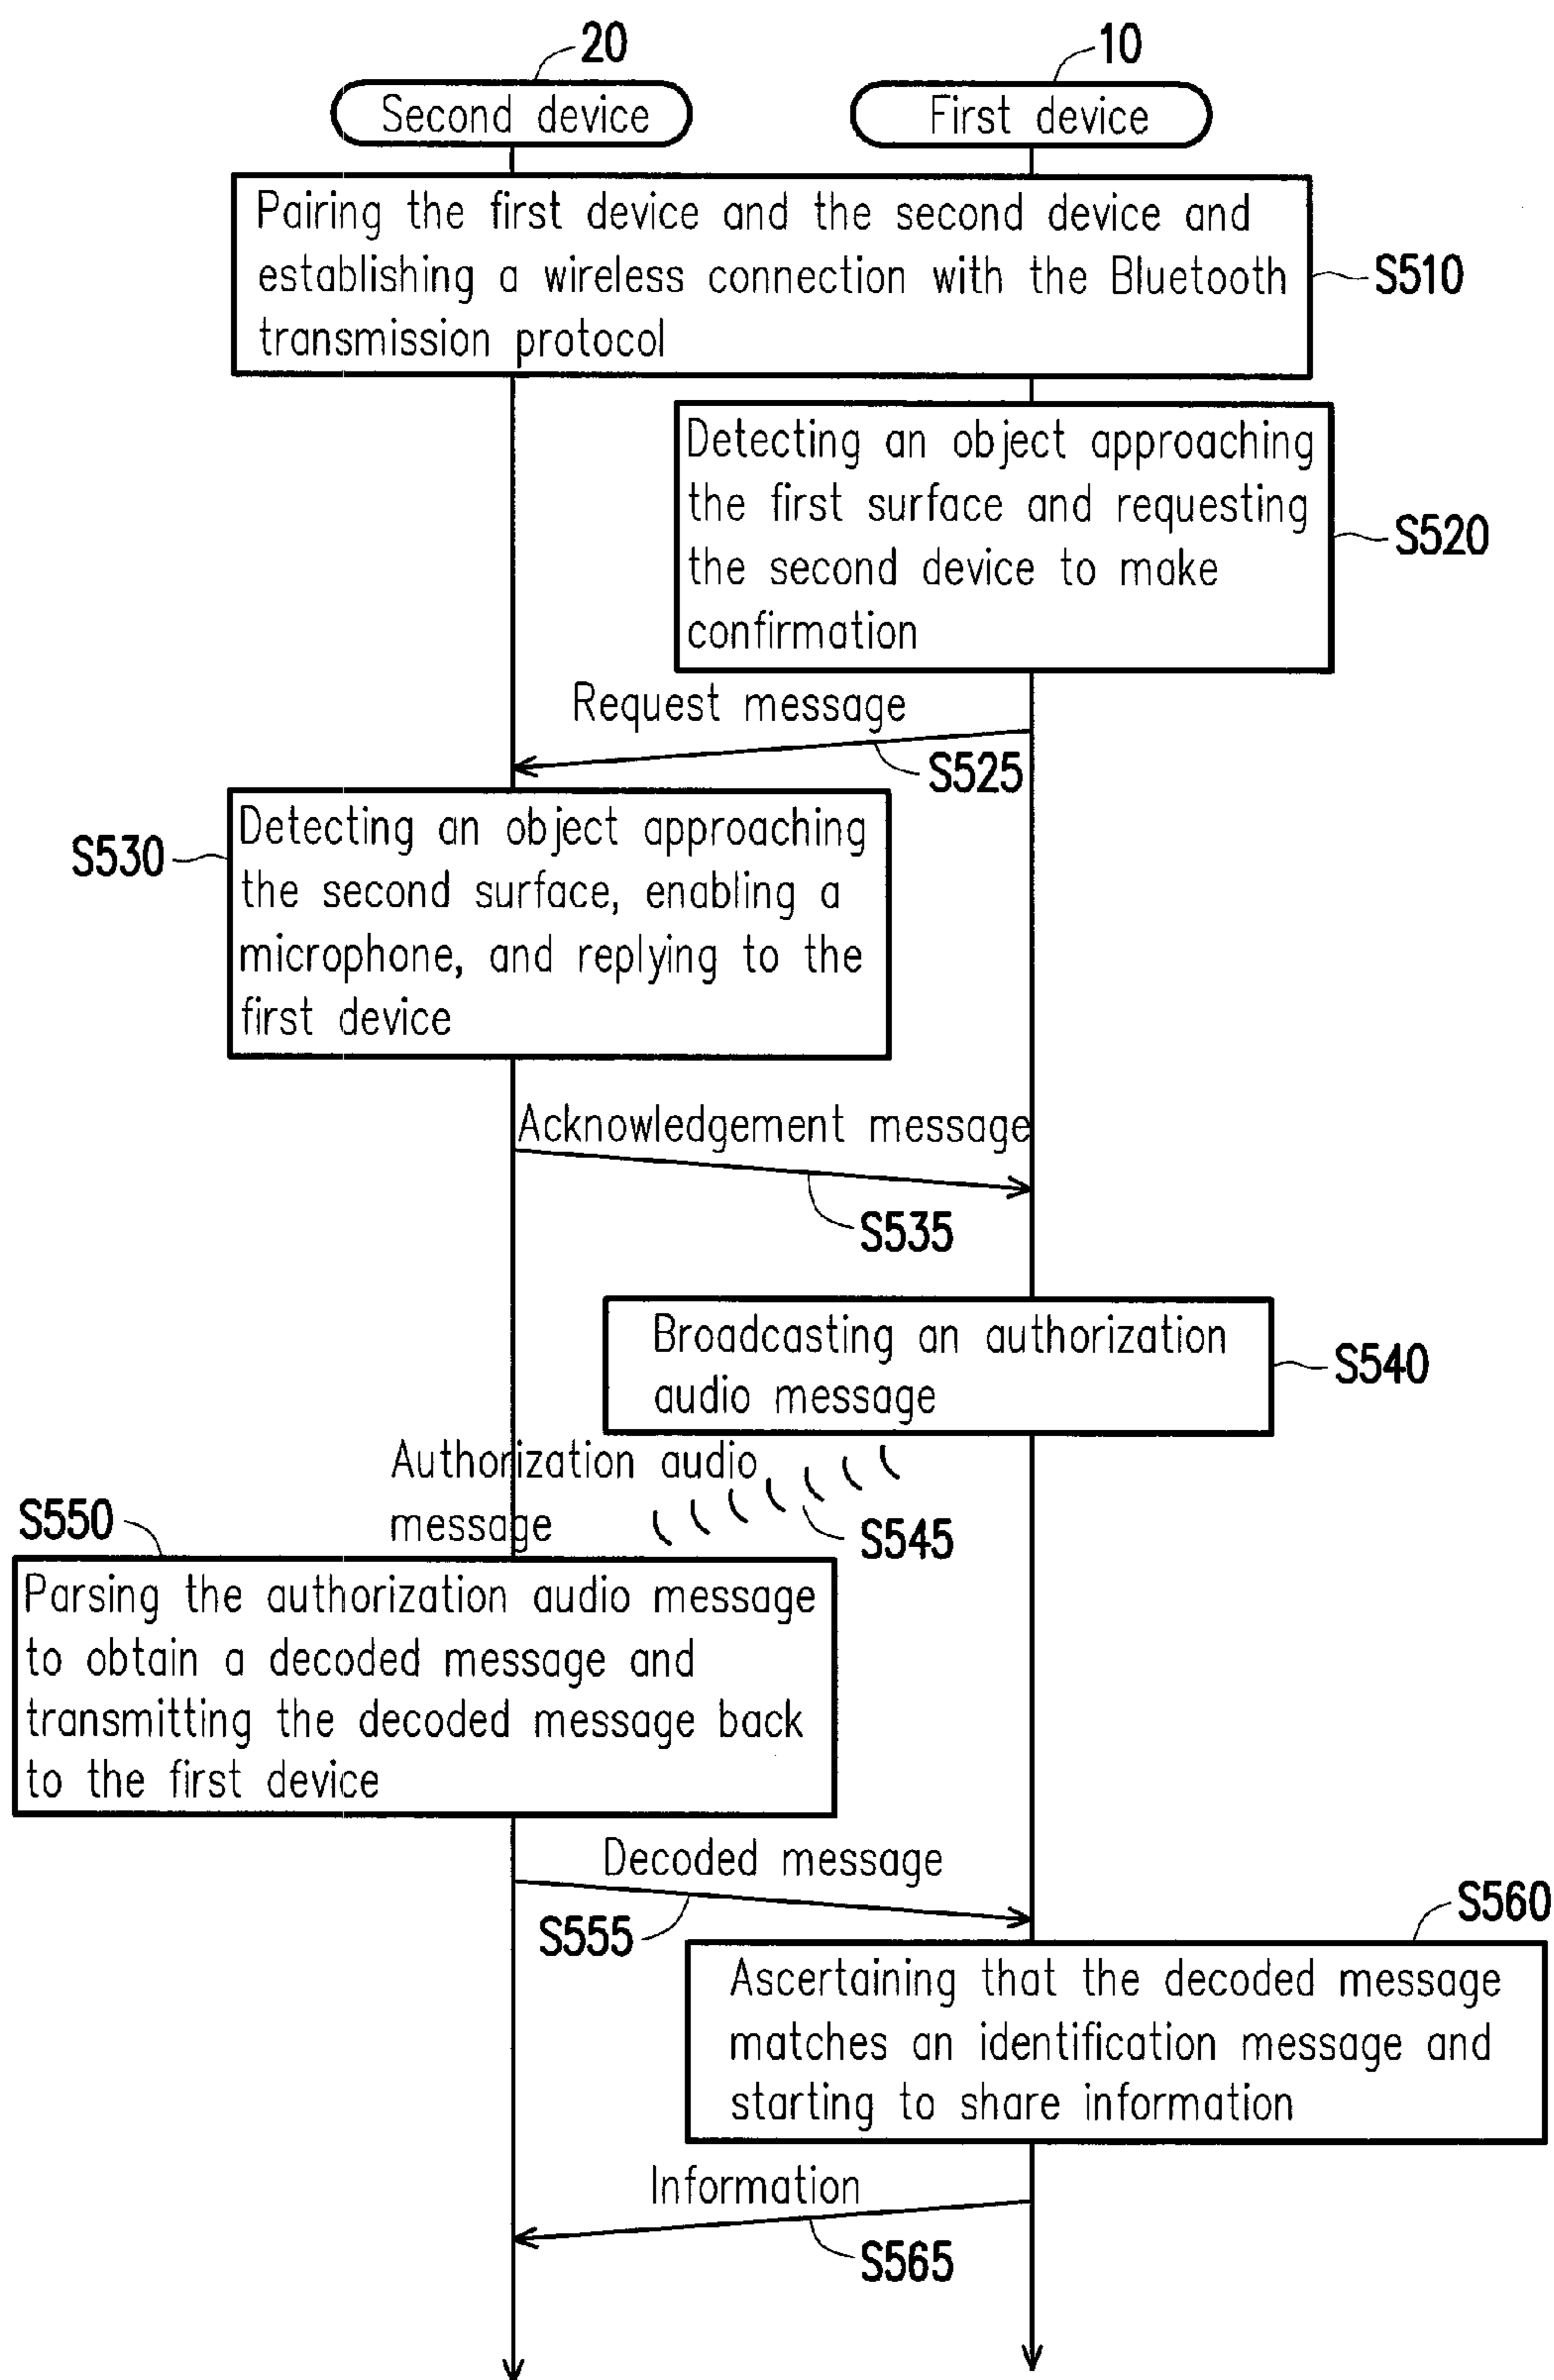 20
10
Second device
First device
Pairing the first device and the second device and
establishing a wireless connection with the Bluetooth
transmission protocol
S510
Detecting an object approaching
the first surface and requesting
the second device to make
confirmation
S520
Request message
S525
S530
Detecting an object approaching
the second surface, enabling a
microphone, and replying to the
first device
Acknowledgement message
S535
Broadcasting an authorization
audio message
S540
Authorization audio
message
S545
S550
Parsing the authorization audio message
to obtain a decoded message and
transmitting the decoded message back
to the first device
Decoded message
S555
S560
Ascertaining that the decoded message
matches an identification message and
starting to share information
Information
S565